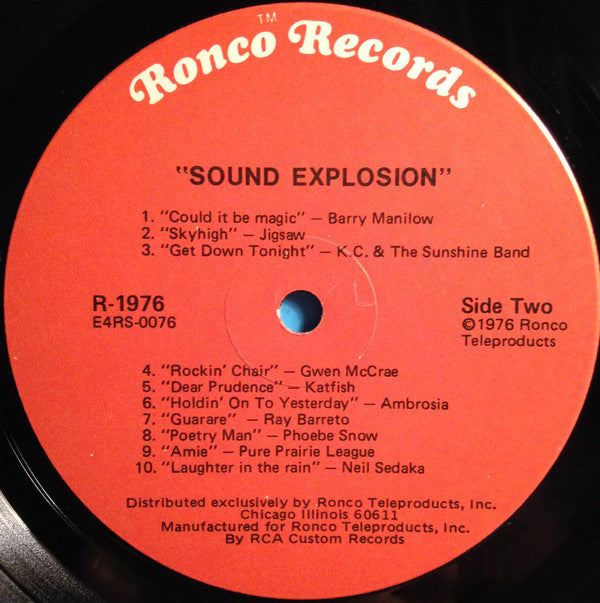 TM
Ronco Records
"SOUND EXPLOSION"
1. "Could it be magic" — Barry Manilow
2. "Skyhigh" — Jigsaw
3. "Get Down Tonight" — K.C. & The Sunshine Band
R-1976
E4RS-0076
Side Two
©1976 Ronco
Teleproducts
4. "Rockin' Chair" — Gwen McCrae
5. "Dear Prudence" — Katfish
6. "Holdin' On To Yesterday" — Ambrosia
7. "Guarare" — Ray Barreto
8. "Poetry Man" — Phoebe Snow
9. "Amie" — Pure Prairie League
10. "Laughter in the rain" — Neil Sedaka
Distributed exclusively by Ronco Teleproducts, Inc.
Chicago Illinois 60611
Manufactured for Ronco Teleproducts, Inc.
By RCA Custom Records